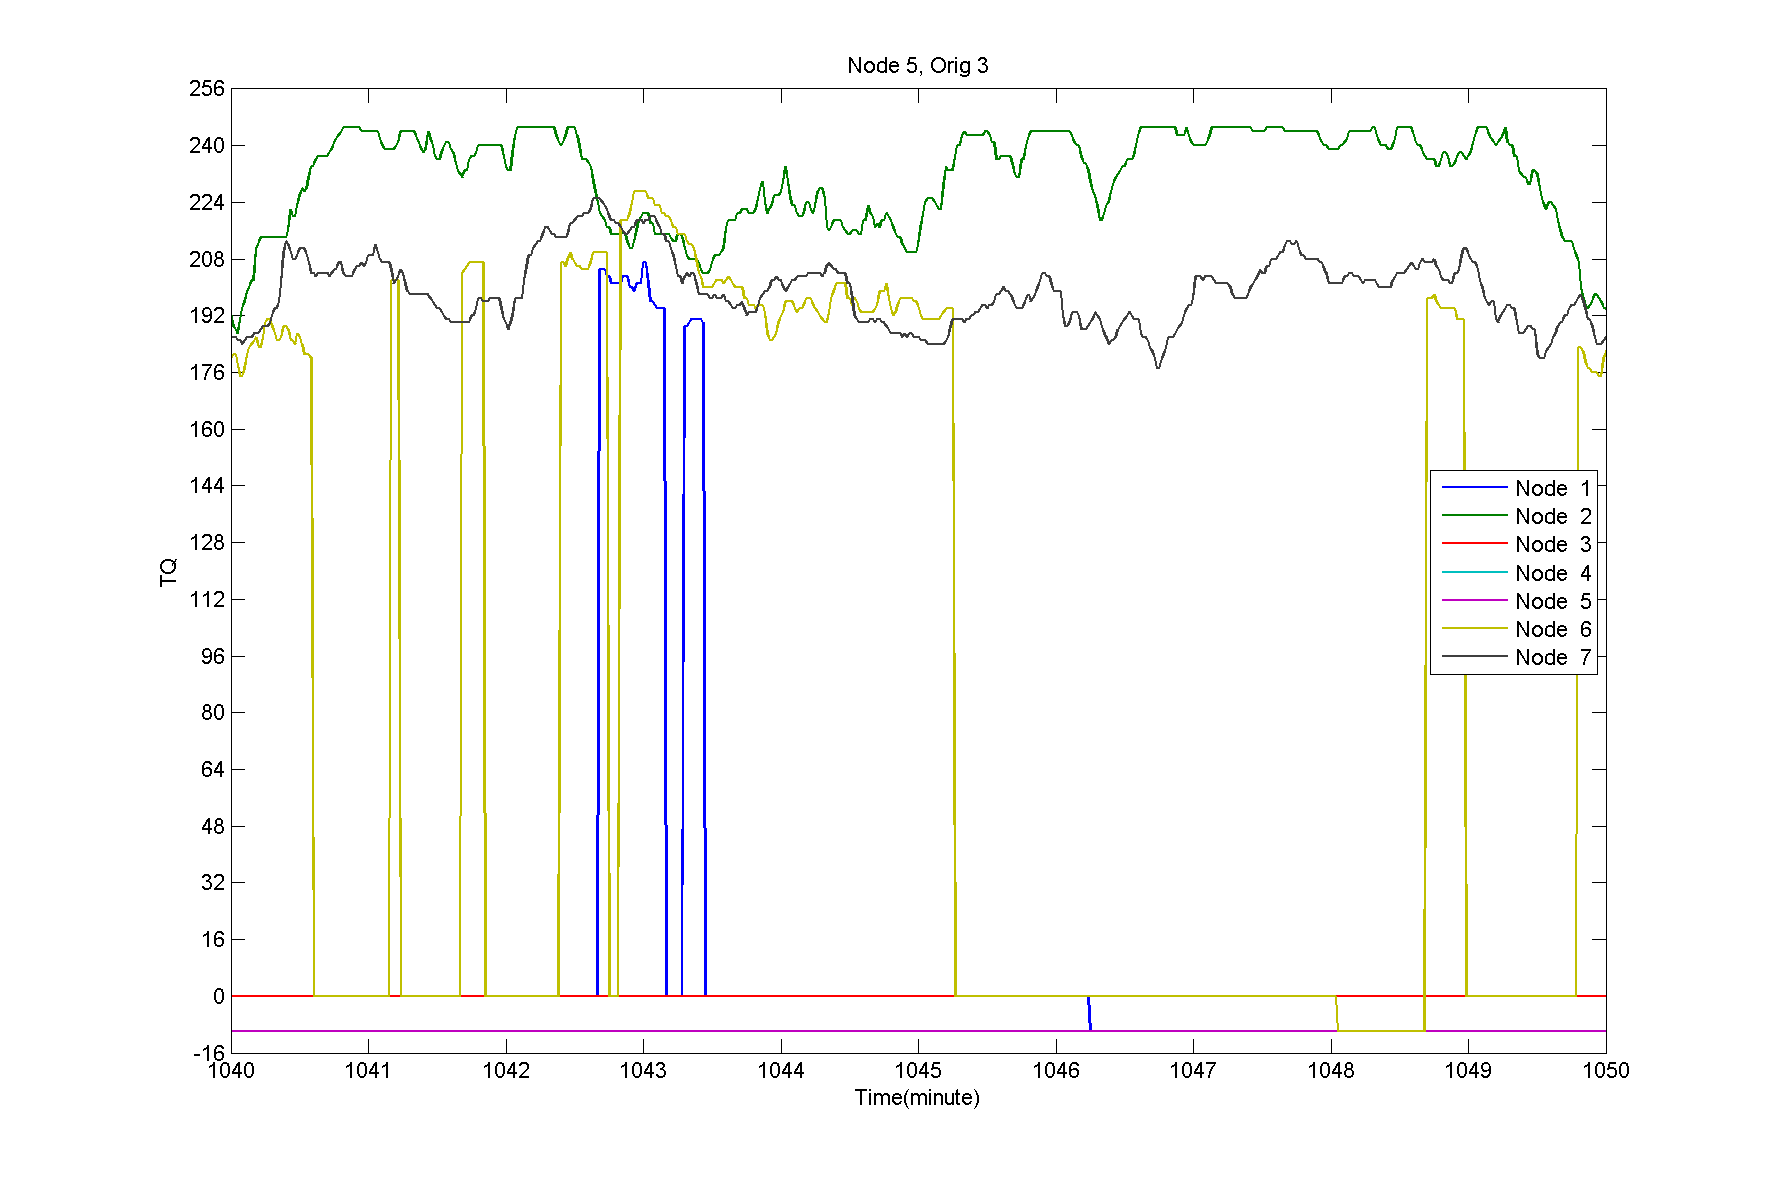 Node 5, Orig 3
256
240
224
208
192
176
160
144
128
112
96
80
64
48
32
16
0
-16
TQ
1040 1041 1042 1043 1044 1045 1046 1047 1048 1049 1050
Time(minute)
Node 1
Node 2
Node 3
Node 4
Node 5
Node 6
Node 7